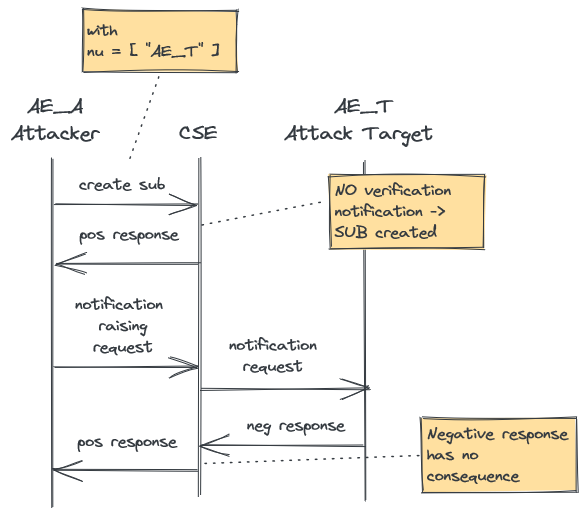 with
nu = [ "AE_T" ]
AE_A
Attacker
CSE
AE_T
Attack Target
create sub
NO verification
notification ->
SUB created
pos response
notification
raising
request
notification
request
neg response
pos response
Negative response
has no
consequence